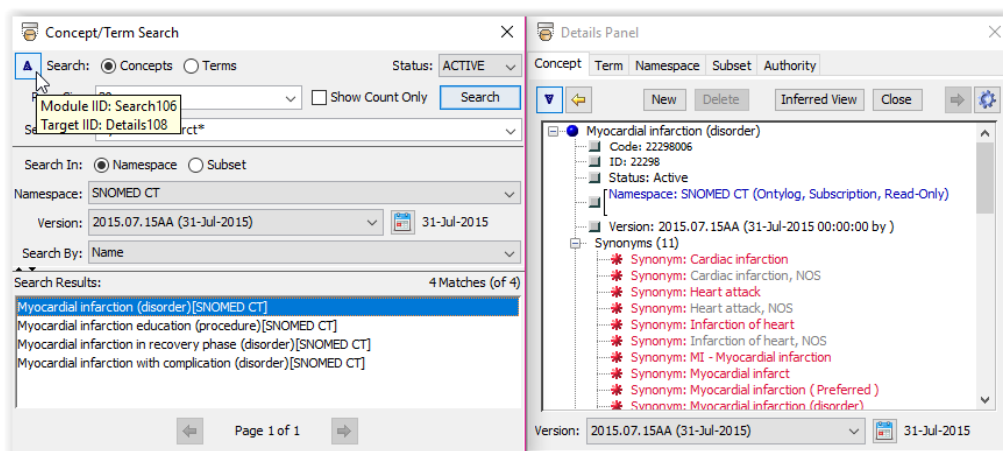 Concept/Term Search
A Search: Concepts Terms Status: ACTIVE
Show Count Only Search
Module IID: Search106
Target IID: Details108
rct*
Search In: Namespace Subset
Namespace: SNOMED CT
Version: 2015.07.15AA (31-Jul-2015) 31-Jul-2015
Search By: Name
Search Results: 4 Matches (of 4)
Myocardial infarction (disorder)[SNOMED CT]
Myocardial infarction education (procedure)[SNOMED CT]
Myocardial infarction in recovery phase (disorder)[SNOMED CT]
Myocardial infarction with complication (disorder)[SNOMED CT]
Page 1 of 1
Details Panel
Concept Term Namespace Subset Authority
V New Delete Inferred View Close
Myocardial infarction (disorder)
Code: 22298006
ID: 22298
Status: Active
Namespace: SNOMED CT (Ontylog, Subscription, Read-Only)
Version: 2015.07.15AA (31-Jul-2015 00:00:00 by )
Synonyms (11)
Synonym: Cardiac infarction
Synonym: Cardiac infarction, NOS
Synonym: Heart attack
Synonym: Heart attack, NOS
Synonym: Infarction of heart
Synonym: Infarction of heart, NOS
Synonym: MI - Myocardial infarction
Synonym: Myocardial infarct
Synonym: Myocardial infarction ( Preferred )
Synonym: Myocardial infarction (disorder)
Version: 2015.07.15AA (31-Jul-2015) 31-Jul-2015